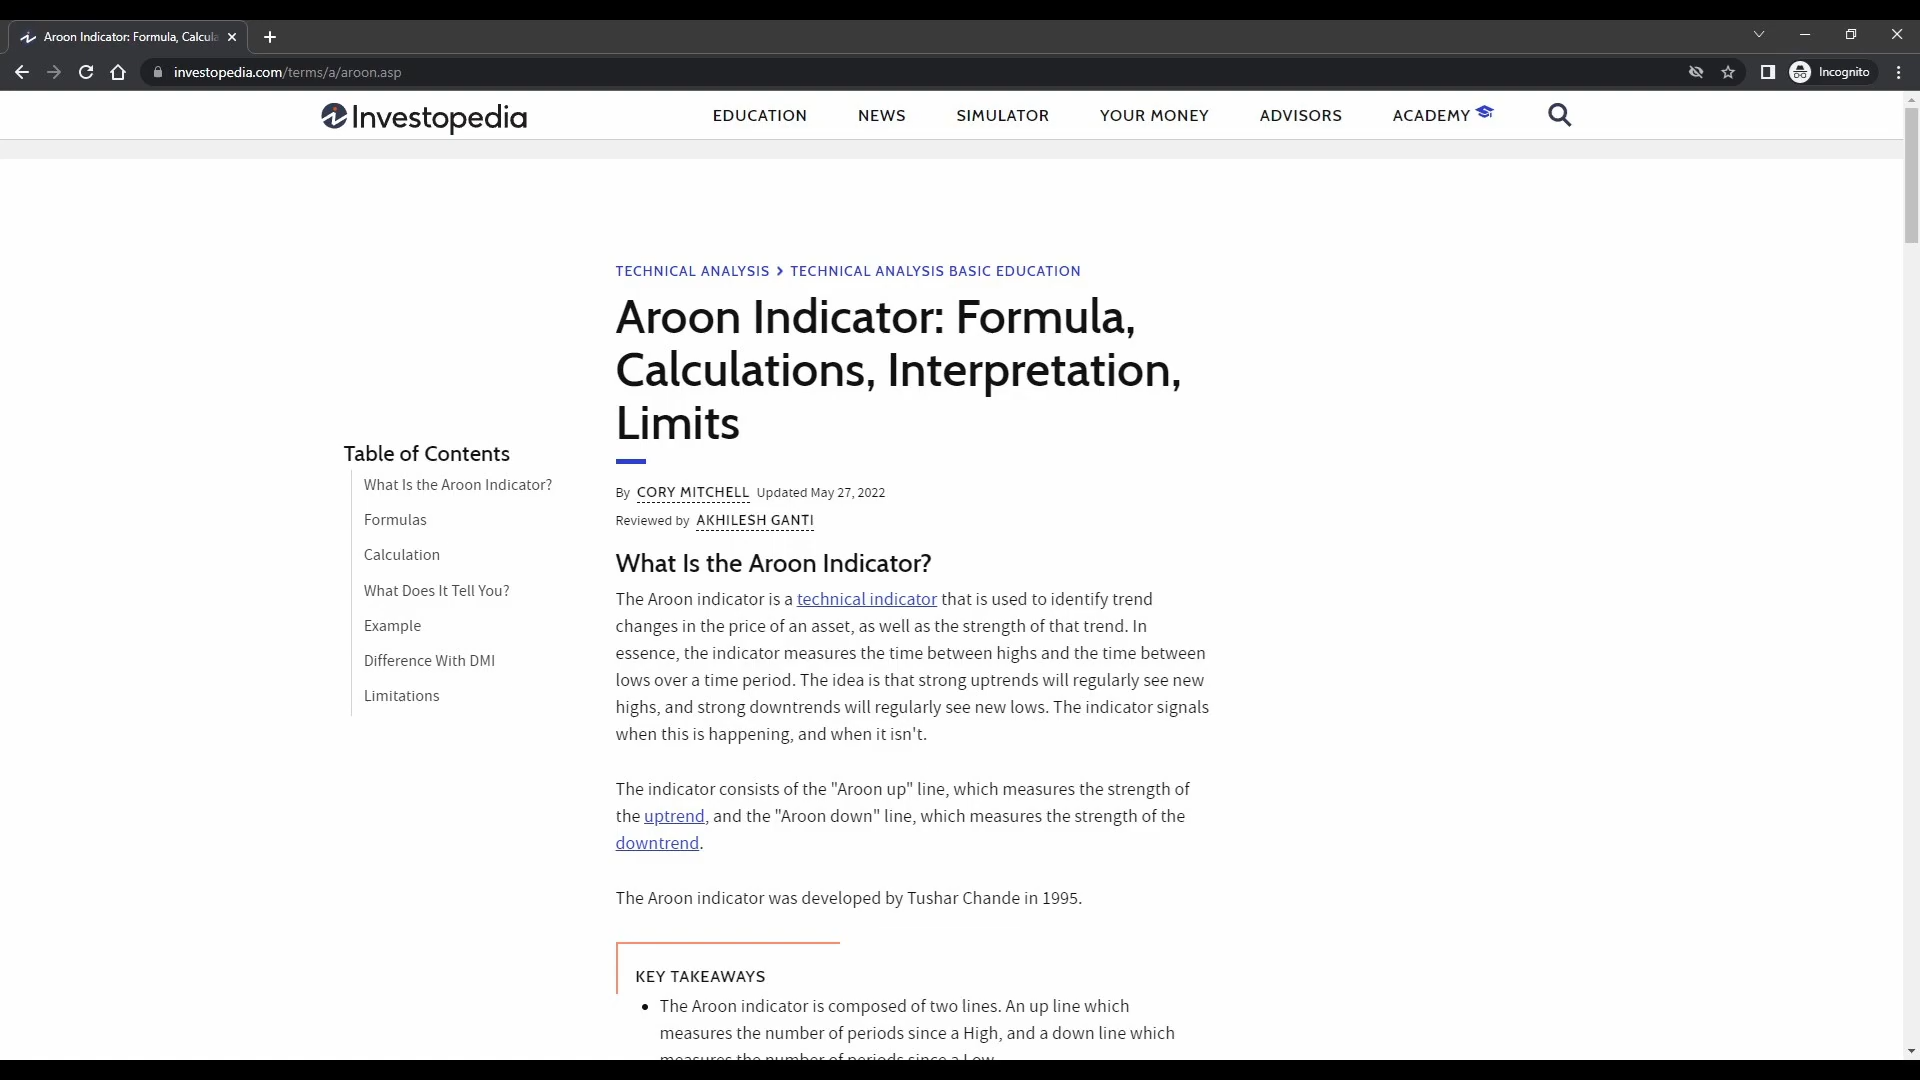 Aroon Indicator: Formula, Calcula
investopedia.com/terms/a/aroon.asp
Incognito
Investopedia
EDUCATION NEWS SIMULATOR YOUR MONEY ADVISORS ACADEMY
TECHNICAL ANALYSIS > TECHNICAL ANALYSIS BASIC EDUCATION
Aroon Indicator: Formula,
Calculations, Interpretation,
Limits
Table of Contents
What Is the Aroon Indicator?
Formulas
Calculation
What Does It Tell You?
Example
Difference With DMI
Limitations
By CORY MITCHELL Updated May 27, 2022
Reviewed by AKHILESH GANTI
What Is the Aroon Indicator?
The Aroon indicator is a technical indicator that is used to identify trend
changes in the price of an asset, as well as the strength of that trend. In
essence, the indicator measures the time between highs and the time between
lows over a time period. The idea is that strong uptrends will regularly see new
highs, and strong downtrends will regularly see new lows. The indicator signals
when this is happening, and when it isn't.
The indicator consists of the "Aroon up" line, which measures the strength of
the uptrend, and the "Aroon down" line, which measures the strength of the
downtrend.
The Aroon indicator was developed by Tushar Chande in 1995.
KEY TAKEAWAYS
• The Aroon indicator is composed of two lines. An up line which
measures the number of periods since a High, and a down line which
measures the number of periods since a Low.